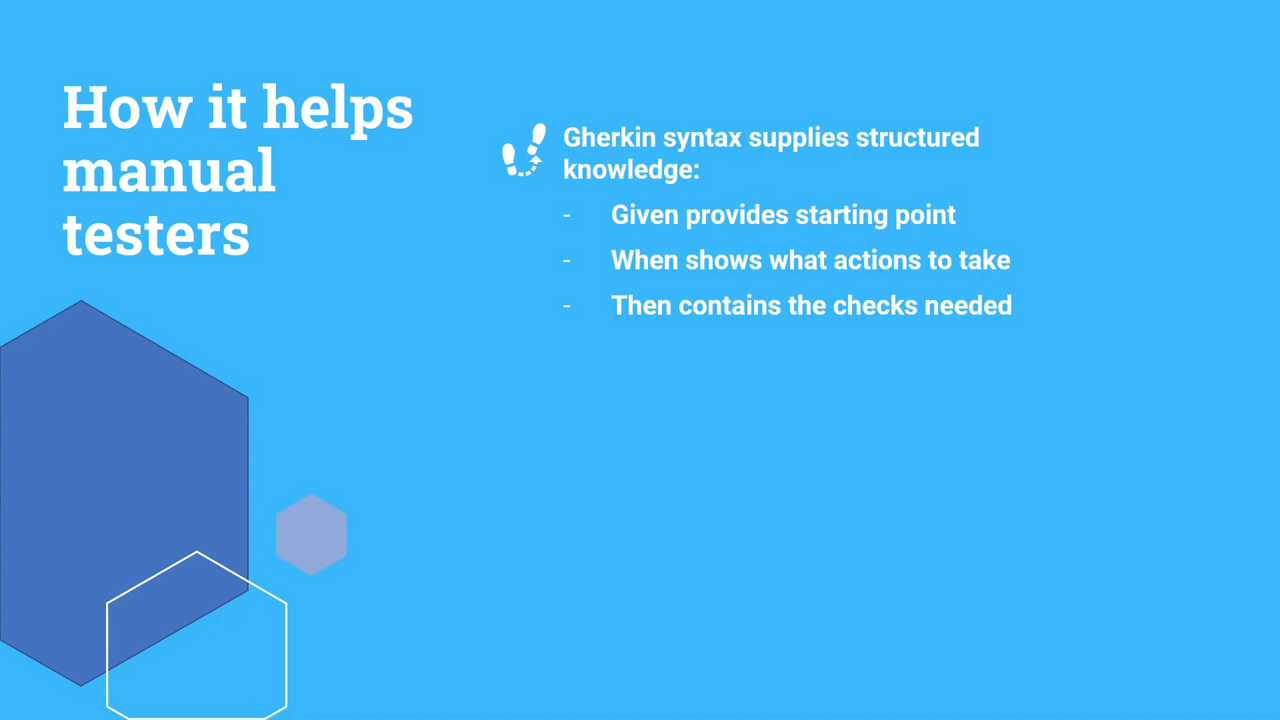 How it helps
manual
testers
Gherkin syntax supplies structured
knowledge:
- Given provides starting point
- When shows what actions to take
- Then contains the checks needed